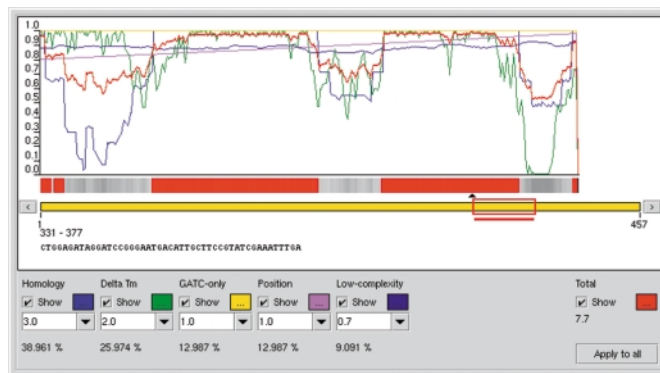 1.0
0.9
0.8
0.7
0.6
0.5
0.4
0.3
0.2
0.1
0.0
< >
1 457
331 - 377
CTGGAGATAGGATCCGGGAATGACATTGCTTCCGTATCGAAATTTGA
Homology Delta Tm GATC-only Position Low-complexity Total
Show ... Show ... Show ... Show ... Show ... Show ...
3.0 2.0 1.0 1.0 0.7 7.7
38.961 % 25.974 % 12.987 % 12.987 % 9.091 %
Apply to all